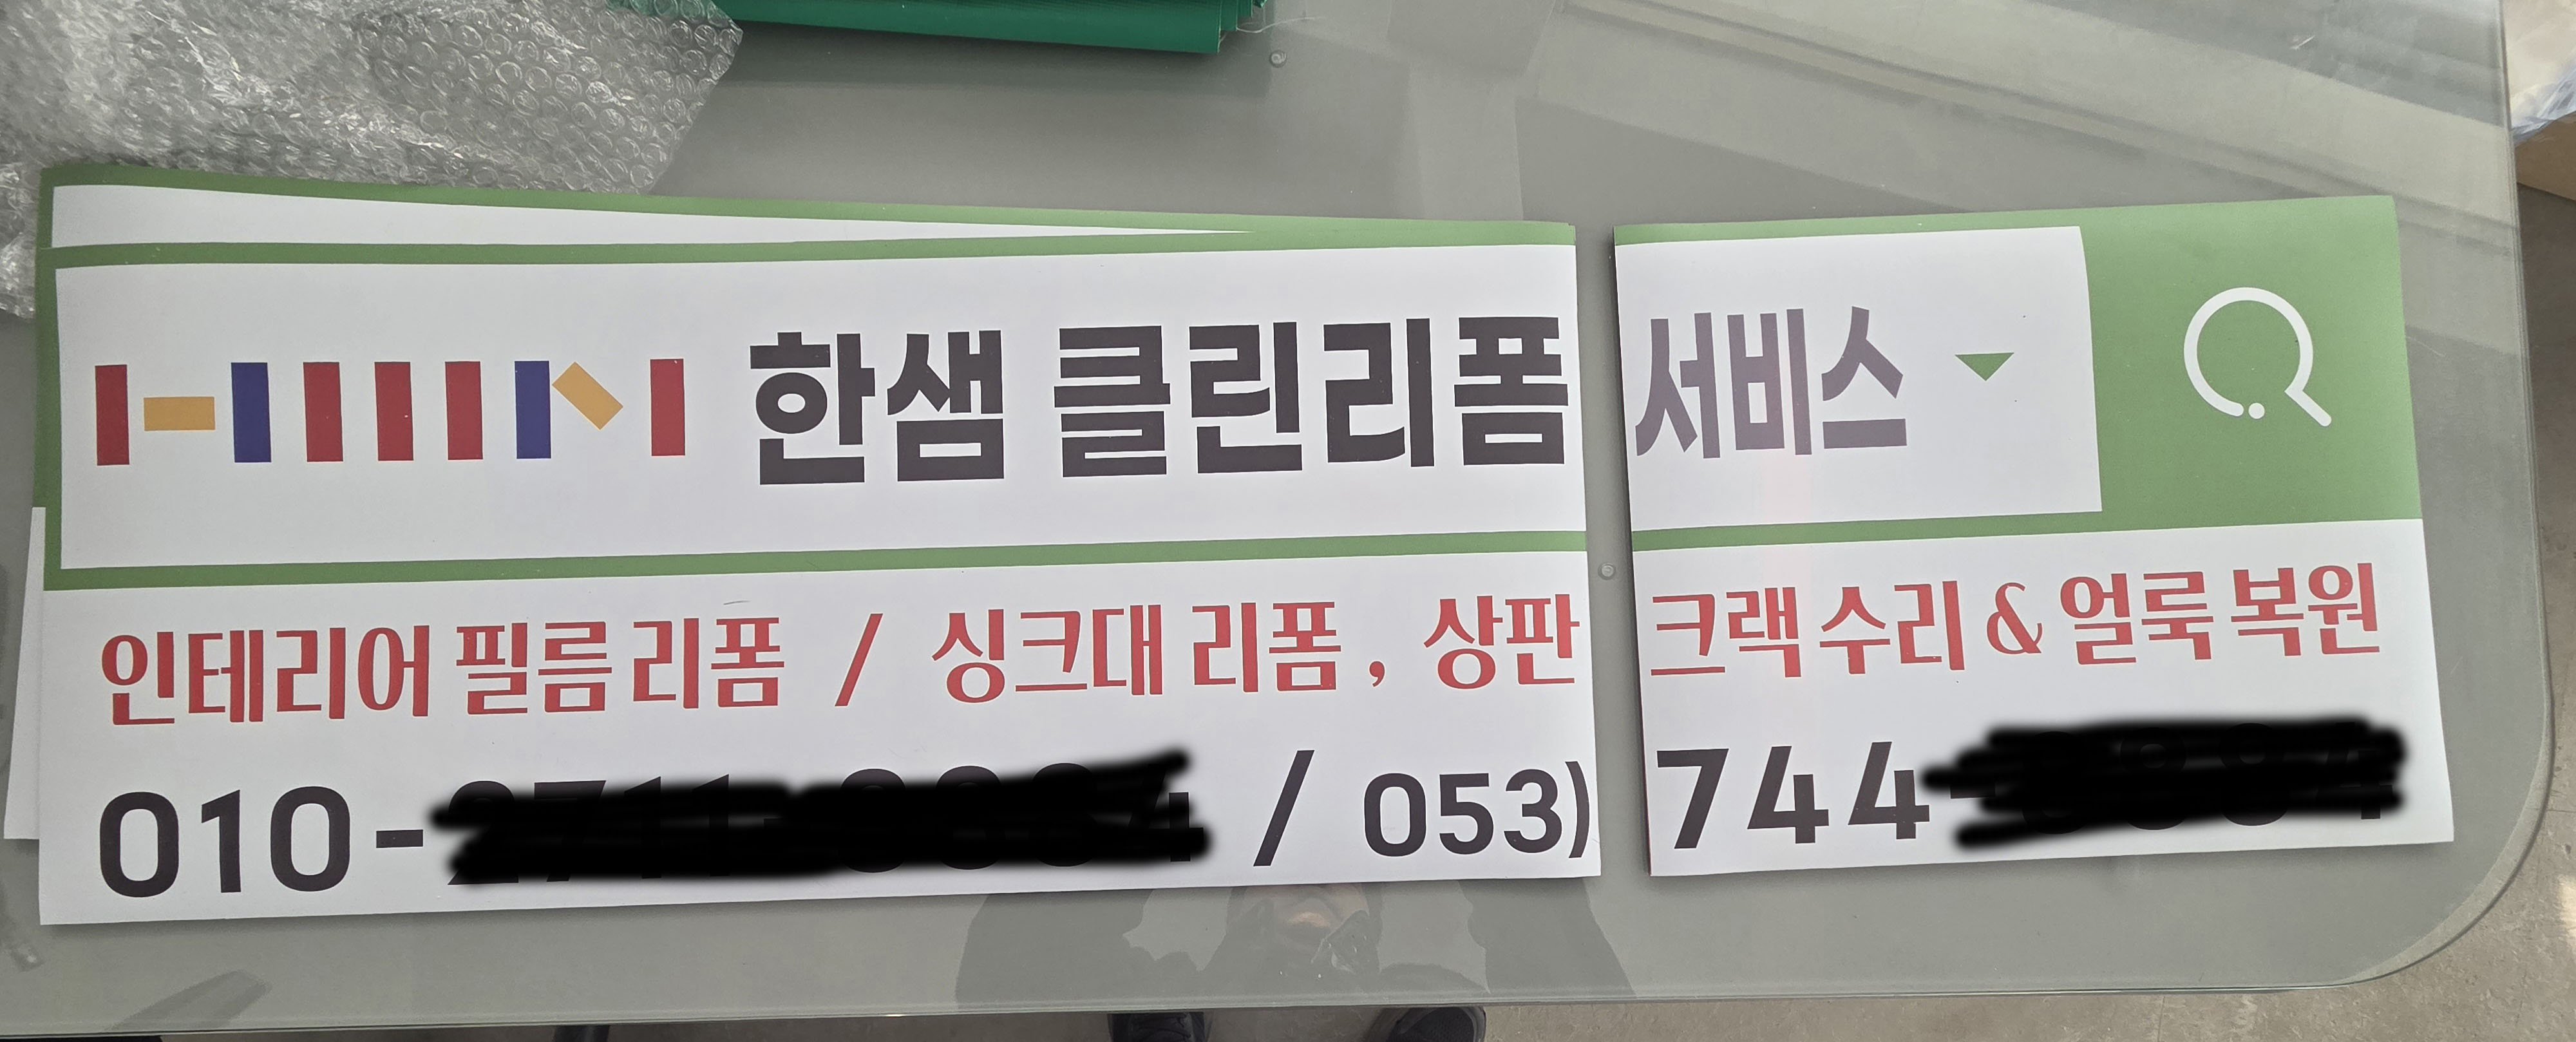 한샘 클린리폼 서비스
인테리어 필름 리폼 / 싱크대 리폼, 상판 크랙 수리 & 얼룩 복원
010- / 053) 744-